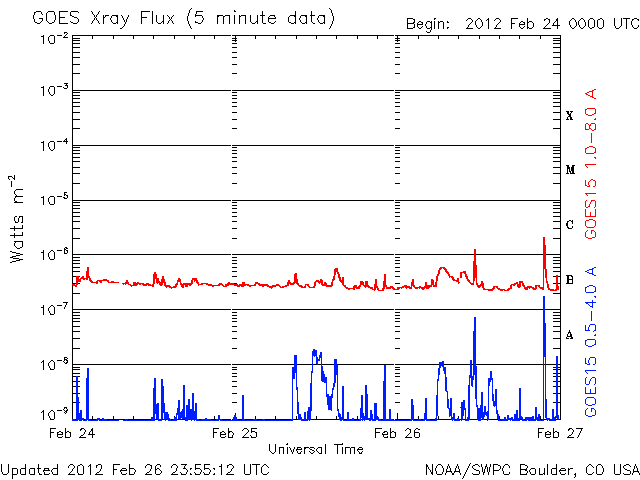 GOES Xray Flux (5 minute data)
Begin: 2012 Feb 24 0000 UTC
10-2
10-3
10-4
10-5
10-6
10-7
10-8
10-9
Watts m-2
X
M
C
B
A
GOES15 1.0-8.0 A
GOES15 0.5-4.0 A
Feb 24
Feb 25
Feb 26
Feb 27
Universal Time
Updated 2012 Feb 26 23:55:12 UTC
NOAA/SWPC Boulder, CO USA